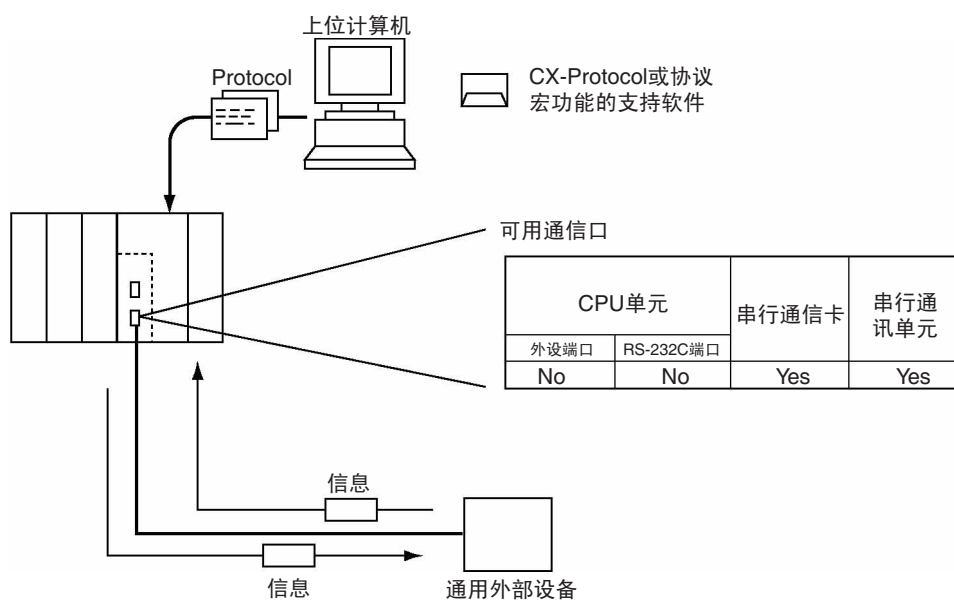 上位计算机
Protocol
CX-Protocol或协议
宏功能的支持软件
可用通信口
CPU单元
串行通信卡
串行通
讯单元
外设端口
RS-232C端口
No
No
Yes
Yes
信息
信息
通用外部设备